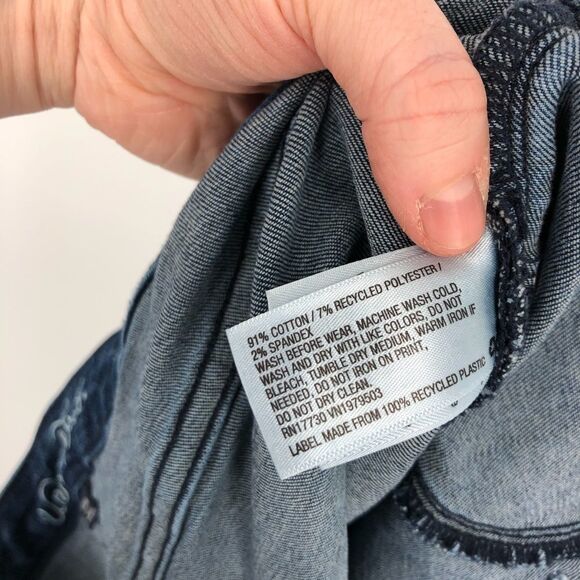 91% COTTON / 7% RECYCLED POLYESTER /
2% SPANDEX
WASH BEFORE WEAR, MACHINE WASH COLD,
WASH AND DRY WITH LIKE COLORS, DO NOT
BLEACH, TUMBLE DRY MEDIUM, WARM IRON IF
NEEDED. DO NOT IRON ON PRINT,
DO NOT DRY CLEAN.
RN17730 VN1979503
LABEL MADE FROM 100% RECYCLED PLASTIC